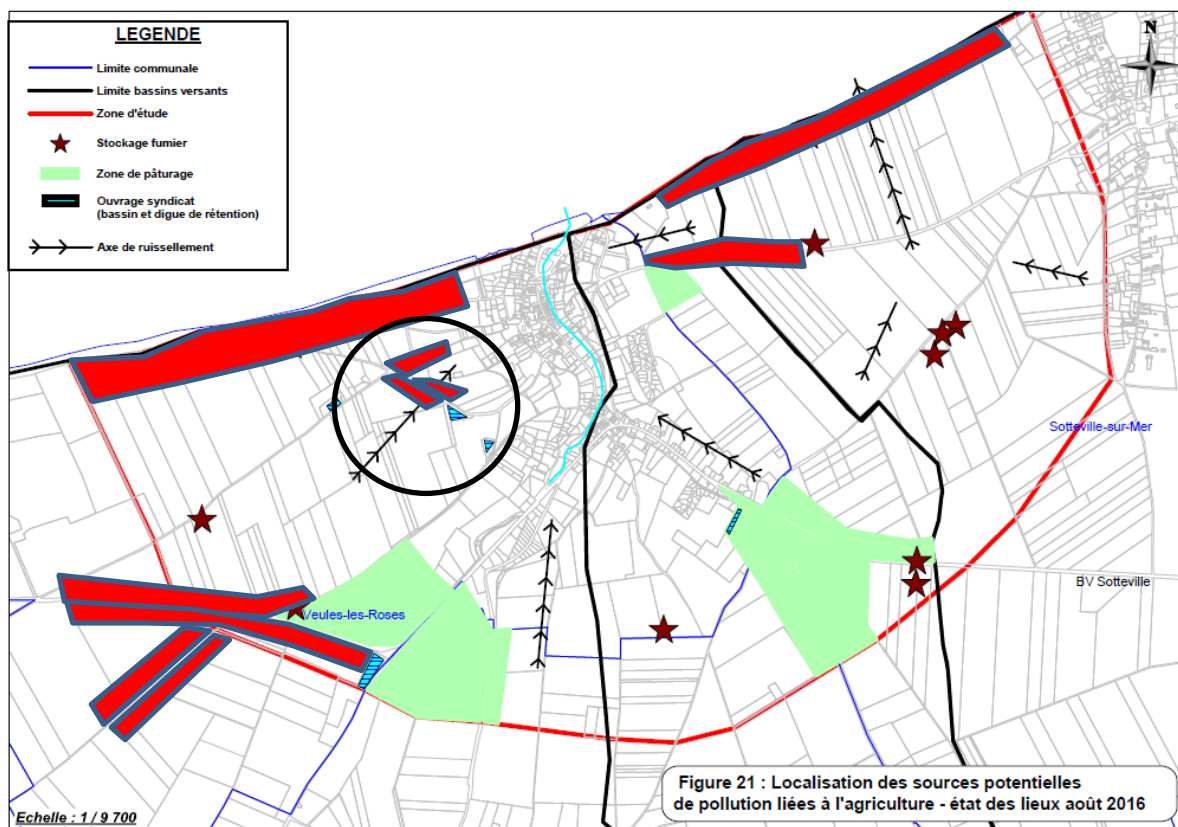 LEGENDE
Limite communale
Limite bassins versants
Zone d'étude
Stockage fumier
Zone de pâturage
Ouvrage syndicat
(bassin et digue de rétention)
Axe de ruissellement
N
Sotteville-sur-Mer
BV Sotteville
Veules-les-Roses
Figure 21 : Localisation des sources potentielles
de pollution liées à l'agriculture - état des lieux août 2016
Echelle : 1 / 9 700